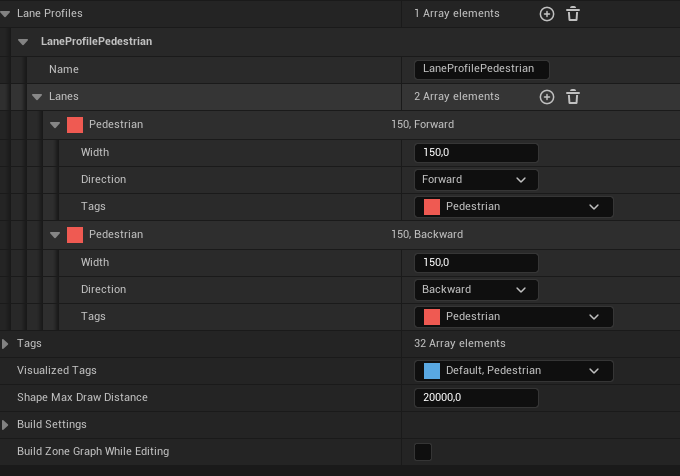 Lane Profiles 1 Array elements
LaneProfilePedestrian
Name LaneProfilePedestrian
Lanes 2 Array elements
Pedestrian 150, Forward
Width 150,0
Direction Forward
Tags Pedestrian
Pedestrian 150, Backward
Width 150,0
Direction Backward
Tags Pedestrian
Tags 32 Array elements
Visualized Tags Default, Pedestrian
Shape Max Draw Distance 20000,0
Build Settings
Build Zone Graph While Editing